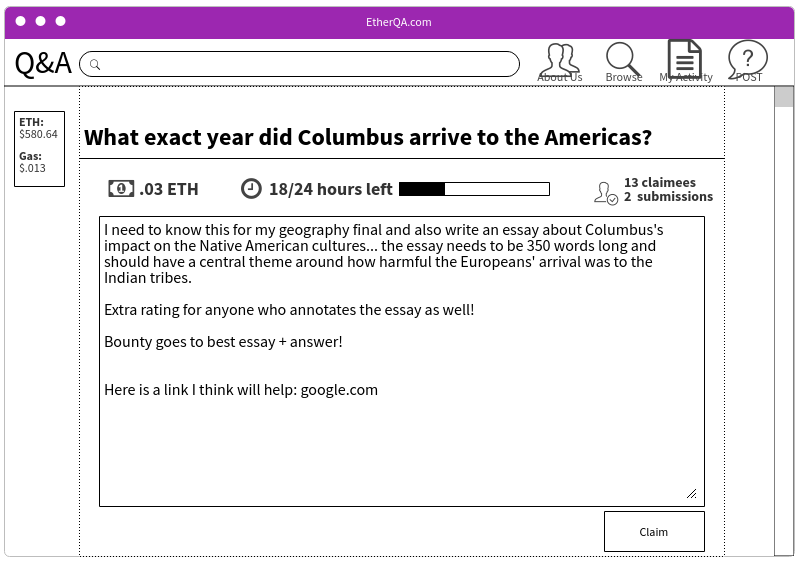 EtherQA.com
Q&A
About Us
Browse
My Activity
?
POST
ETH:
$580.64
Gas:
$.013
What exact year did Columbus arrive to the Americas?
1
.03 ETH
18/24 hours left
13 claimees
2 submissions
I need to know this for my geography final and also write an essay about Columbus's
impact on the Native American cultures... the essay needs to be 350 words long and
should have a central theme around how harmful the Europeans' arrival was to the
Indian tribes.
Extra rating for anyone who annotates the essay as well!
Bounty goes to best essay + answer!
Here is a link I think will help: google.com
Claim